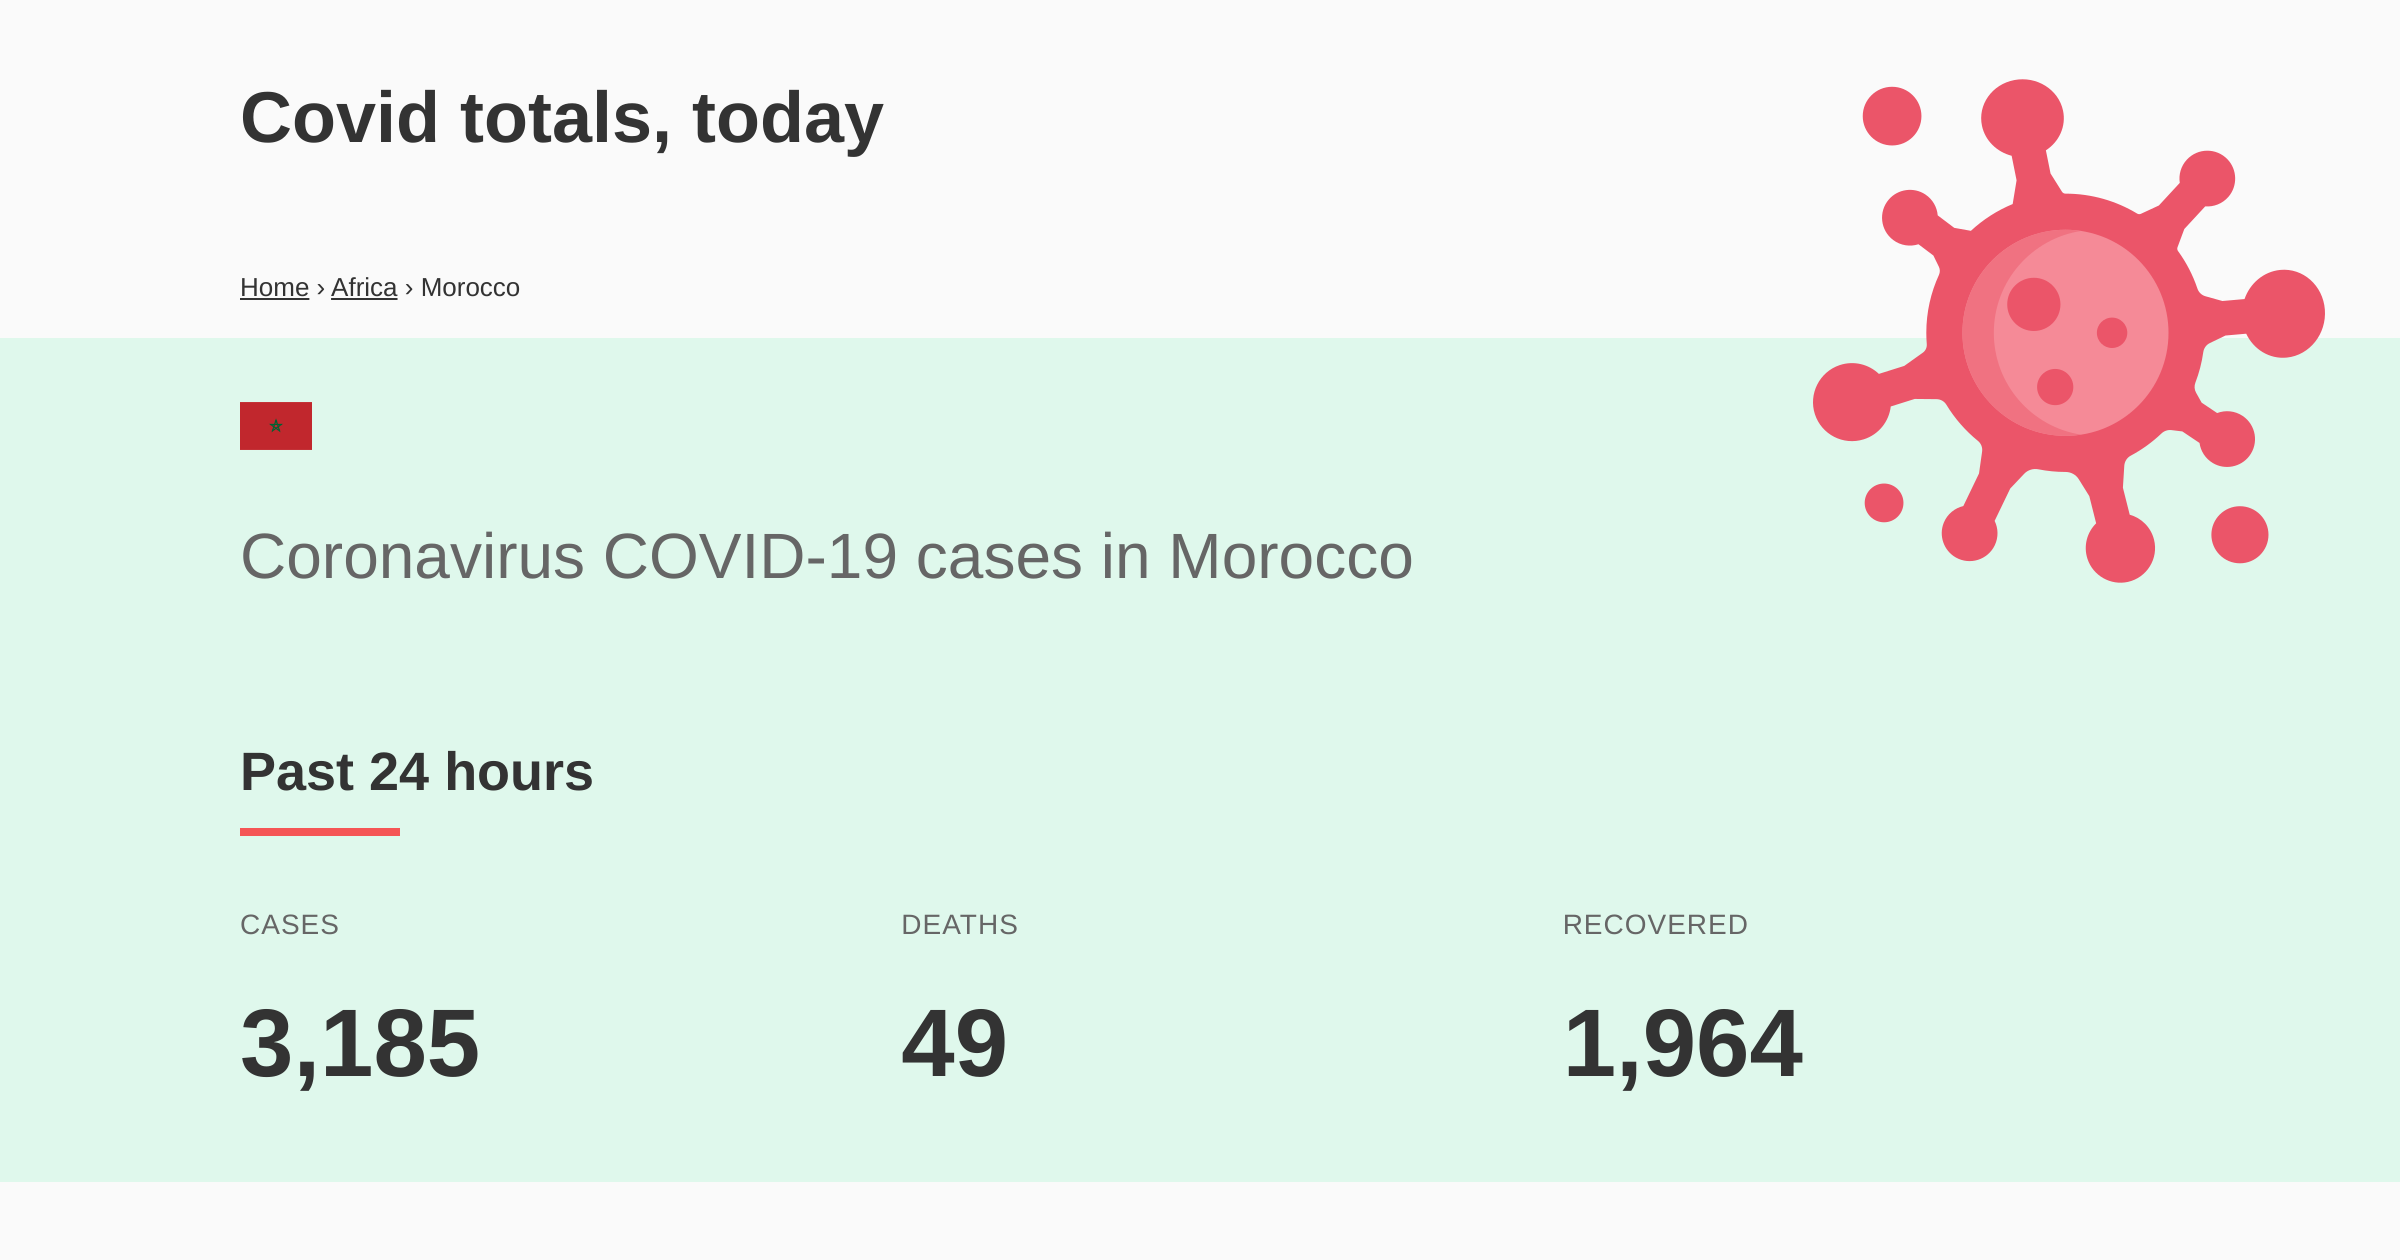 Covid totals, today
Home › Africa › Morocco
Coronavirus COVID-19 cases in Morocco
Past 24 hours
CASES DEATHS RECOVERED
3,185 49 1,964